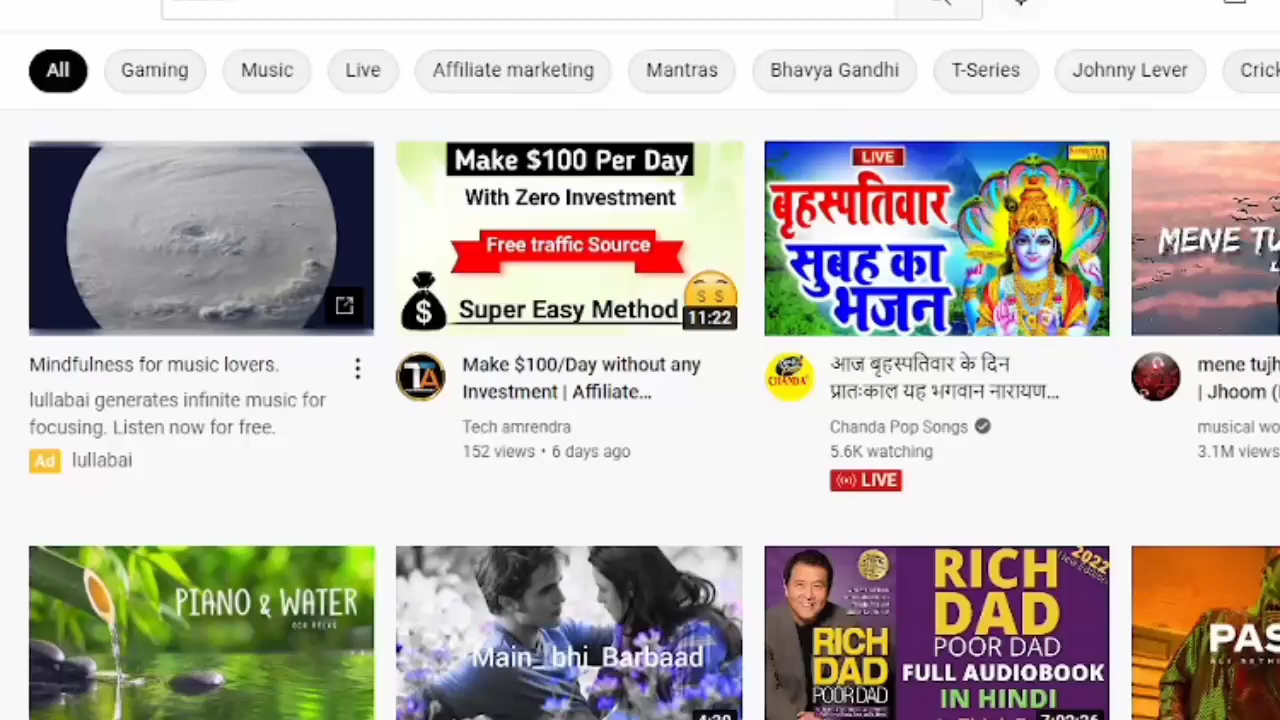 All
Gaming
Music
Live
Affiliate marketing
Mantras
Bhavya Gandhi
T-Series
Johnny Lever
Make $100 Per Day
With Zero Investment
Free traffic Source
Super Easy Method
11:22
LIVE
बृहस्पतिवार
सुबह का
भजन
MENE
Mindfulness for music lovers.
lullabai generates infinite music for
focusing. Listen now for free.
Ad lullabai
Make $100/Day without any
Investment | Affiliate...
Tech amrendra
152 views • 6 days ago
CHANDA
आज बृहस्पतिवार के दिन
प्रातःकाल यह भगवान नारायण...
Chanda Pop Songs
5.6K watching
LIVE
mene
| Jhoom
musical
3.1M views
PIANO & WATER
Main_ bhi_Barbaad
RICH
DAD
POOR DAD
2022
RICH
DAD
POOR DAD
FULL AUDIOBOOK
IN HINDI